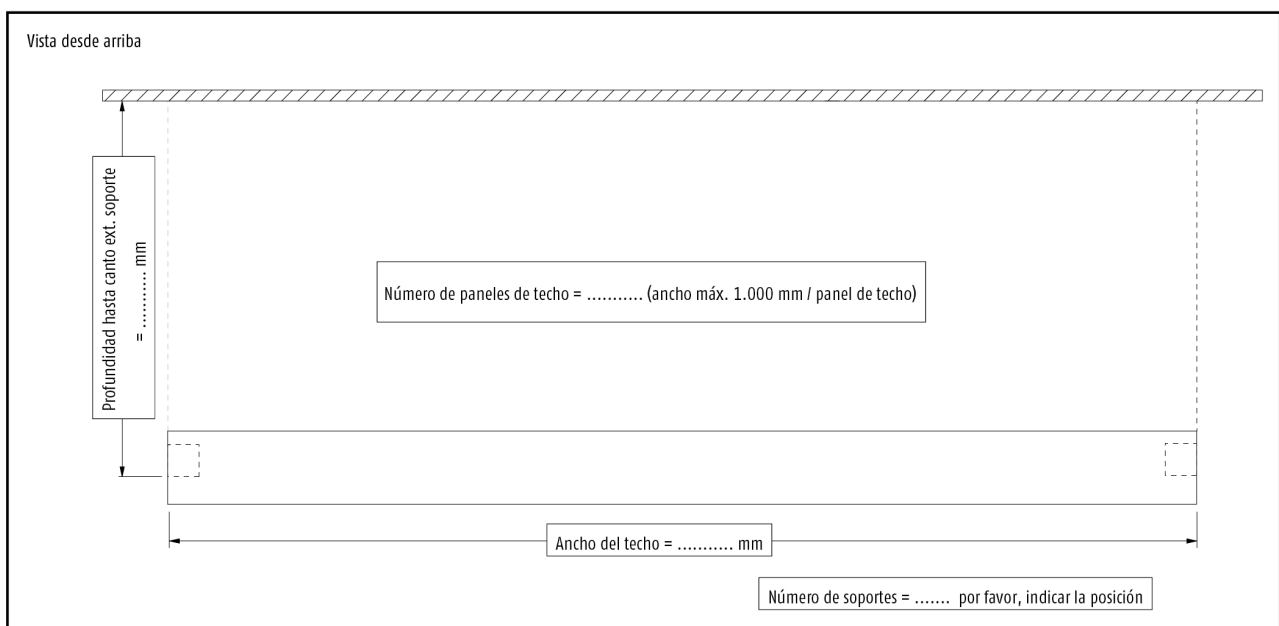 Vista desde arriba
Profundidad hasta canto ext. soporte
= ........... mm
Número de paneles de techo = ........... (ancho máx. 1.000 mm / panel de techo)
Ancho del techo = ........... mm
Número de soportes = ....... por favor, indicar la posición